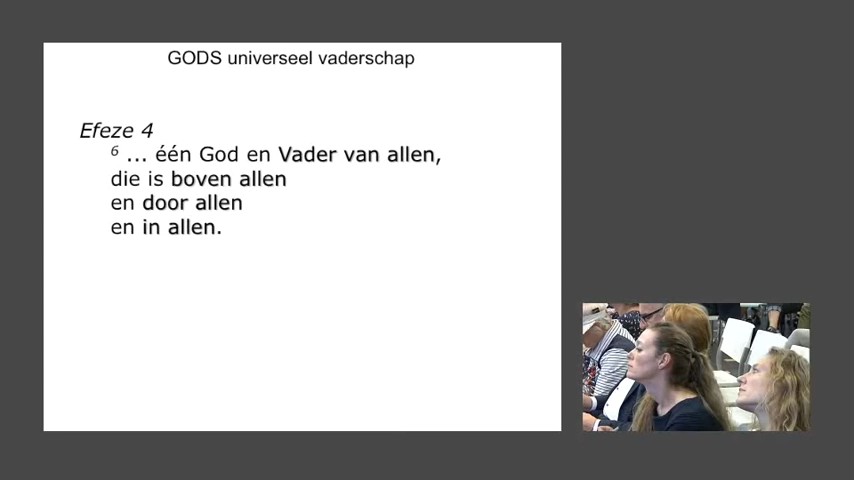 GODS universeel vaderschap
Efeze 4
6 ... één God en Vader van allen,
die is boven allen
en door allen
en in allen.